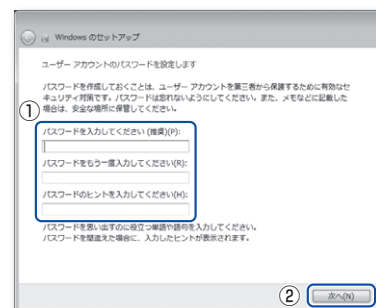 Windows のセットアップ
ユーザー アカウントのパスワードを設定します
パスワードを作成しておくことは、ユーザー アカウントを第三者から保護するために有効なセ
キュリティ対策です。パスワードは忘れないようにしてください。また、メモなどに記載した
場合は、安全な場所に保管してください。
①
パスワードを入力してください (推奨)(P):
パスワードをもう一度入力してください(R):
パスワードのヒントを入力してください(H):
パスワードを思い出すのに役立つ単語や語句を入力してください。
パスワードを間違えた場合に、入力したヒントが表示されます。
②
次へ(N)